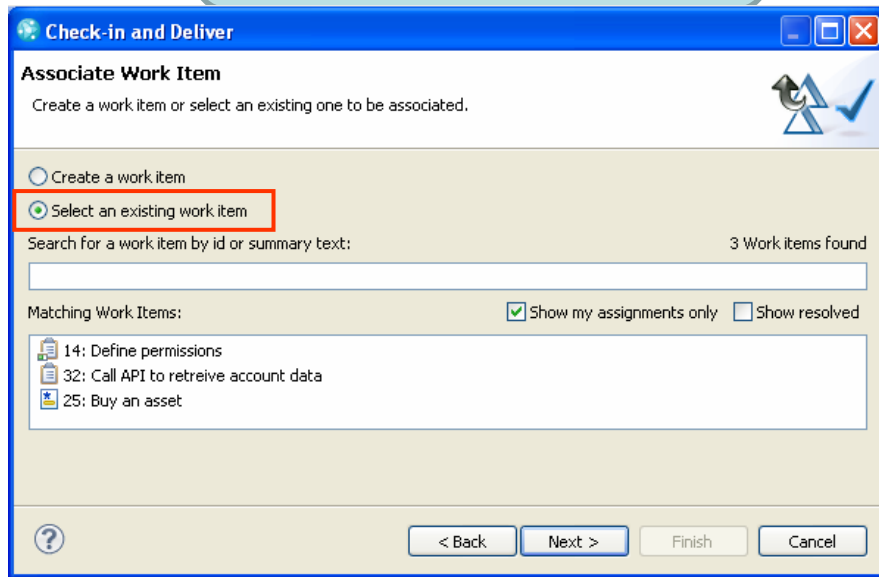 Check-in and Deliver
Associate Work Item
Create a work item or select an existing one to be associated.
Create a work item
Select an existing work item
Search for a work item by id or summary text: 3 Work items found
Matching Work Items: Show my assignments only Show resolved
14: Define permissions
32: Call API to retreive account data
25: Buy an asset
? < Back Next > Finish Cancel